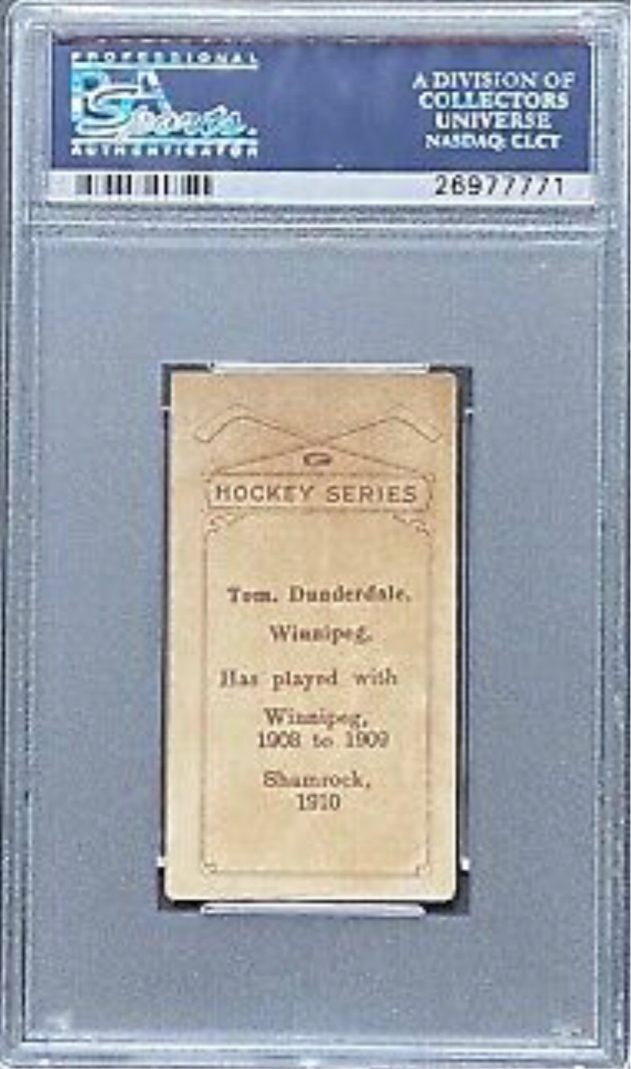 PROFESSIONAL
PSA
Sports
AUTHENTICATOR
A DIVISION OF
COLLECTORS
UNIVERSE
NASDAQ: CLCT
26977771
HOCKEY SERIES
Tom. Dunderdale.
Winnipeg.
Has played with
Winnipeg,
1908 to 1909
Shamrock,
1910